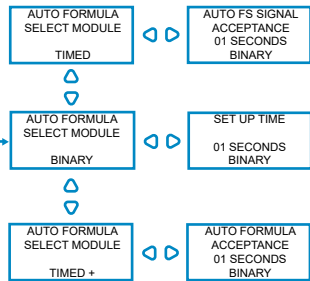 AUTO FORMULA
SELECT MODULE
TIMED
AUTO FS SIGNAL
ACCEPTANCE
01 SECONDS
BINARY
AUTO FORMULA
SELECT MODULE
BINARY
SET UP TIME
01 SECONDS
BINARY
AUTO FORMULA
SELECT MODULE
TIMED +
AUTO FORMULA
ACCEPTANCE
01 SECONDS
BINARY